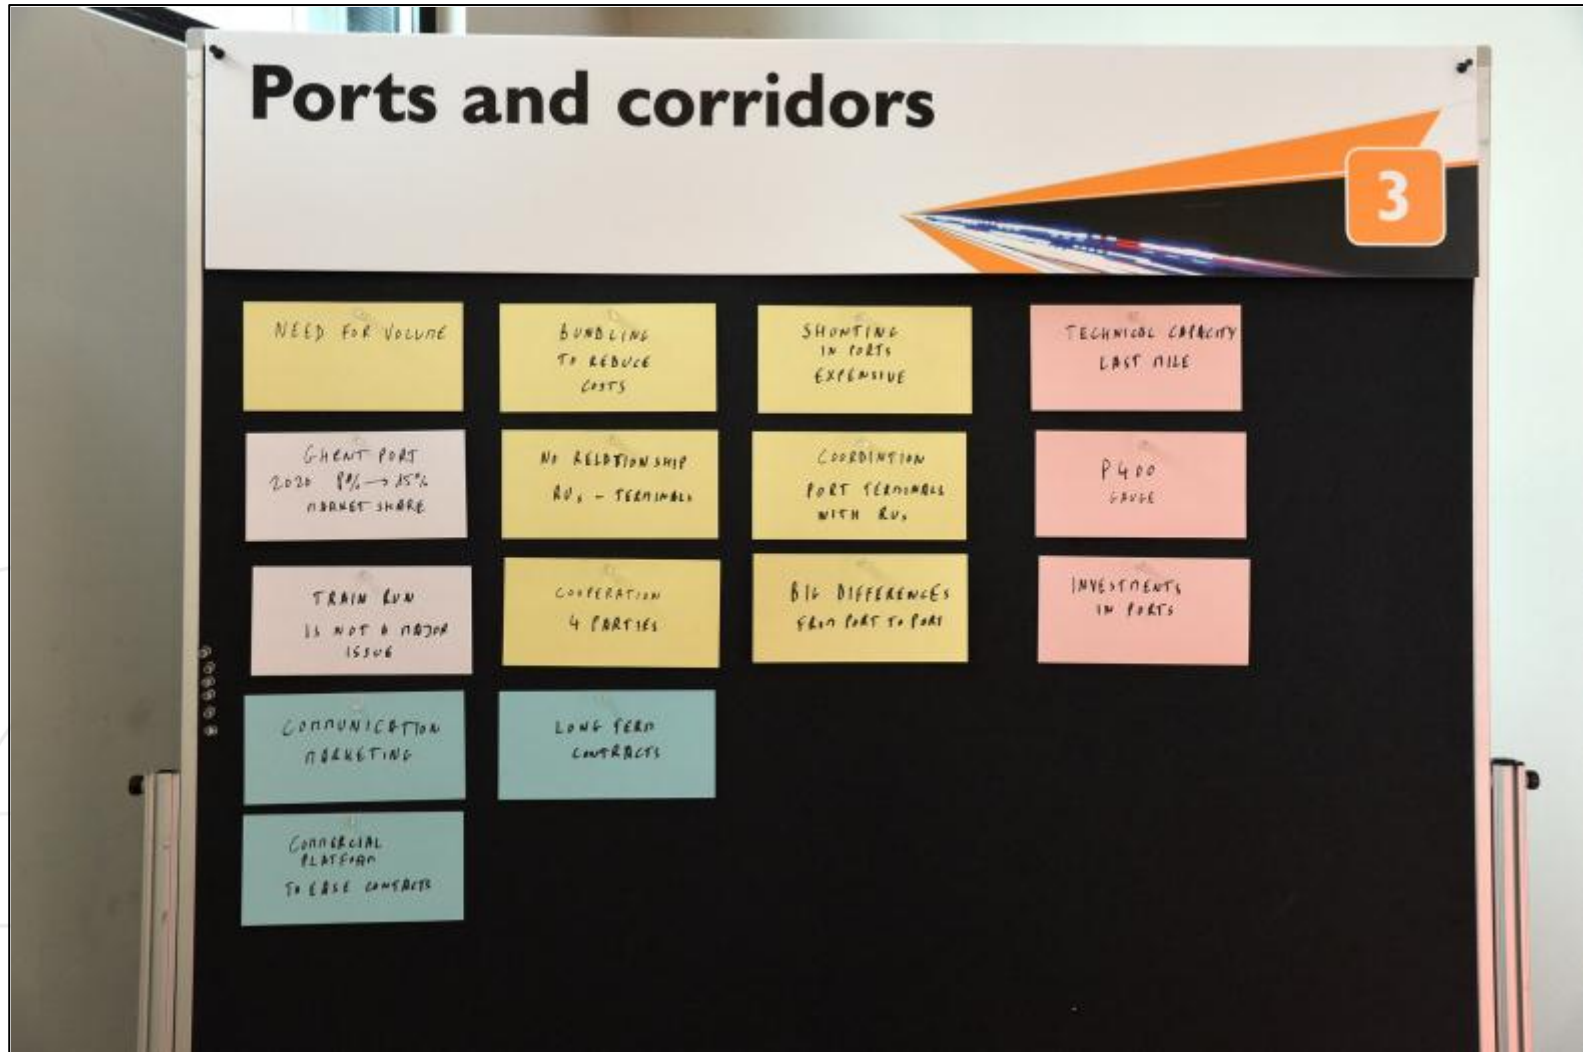 Ports and corridors
3
NEED FOR VOLUME
BUNDLING
TO REDUCE
COSTS
SHUNTING
IN PORTS
EXPENSIVE
TECHNICAL CAPACITY
LAST MILE
GHENT PORT
2020 8% → 15%
MARKET SHARE
NO RELATIONSHIP
RUs - TERMINALS
COORDINTION
PORT TERMINALS
WITH RUs
P400
GAUGE
TRAIN RUN
IS NOT A MAJOR
ISSUE
COOPERATION
4 PARTIES
BIG DIFFERENCES
FROM PORT TO PORT
INVESTMENTS
IN PORTS
COMMUNICATION
MARKETING
LONG TERM
CONTRACTS
COMMERCIAL
PLATFORM
TO EASE CONTACTS